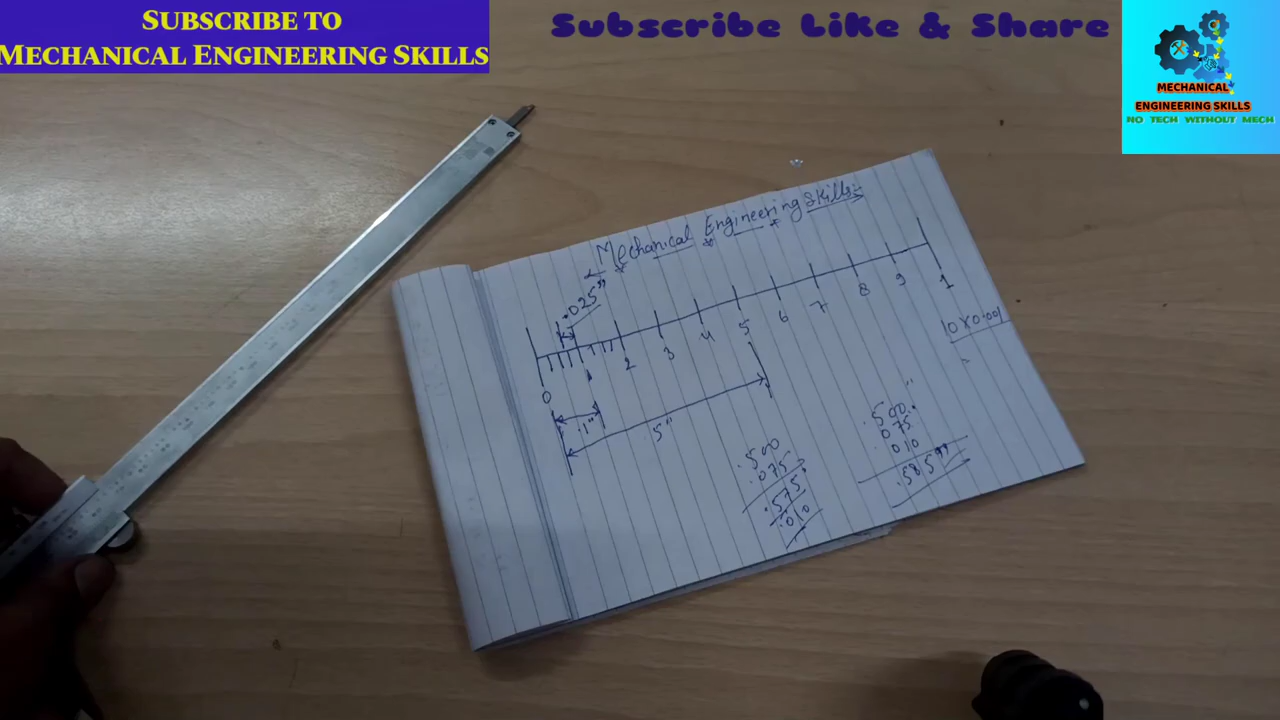 SUBSCRIBE TO
MECHANICAL ENGINEERING SKILLS
Subscribe Like & Share
MECHANICAL
ENGINEERING SKILLS
NO TECH WITHOUT MECH
Mechanical Engineering Skills
.025"
0 1 2 3 4 5 6 7 8 9 1
10 X 0.001
.1"
5"
.500
.075
.575
.010
.500"
075
.010
.585"